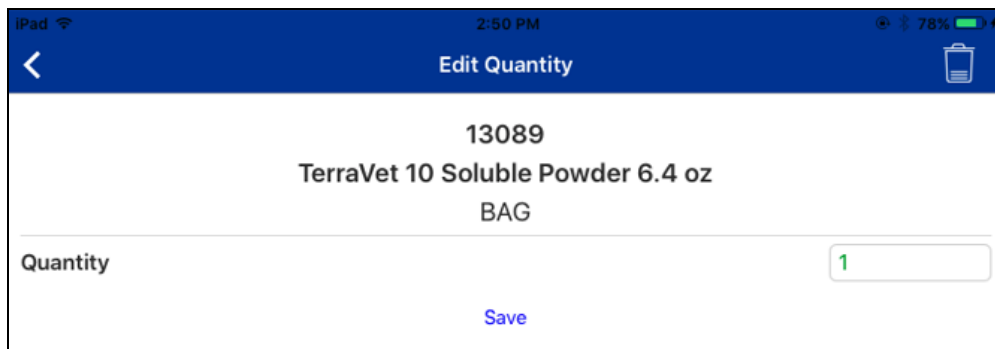 iPad 2:50 PM 78%
Edit Quantity
13089
TerraVet 10 Soluble Powder 6.4 oz
BAG
Quantity 1
Save